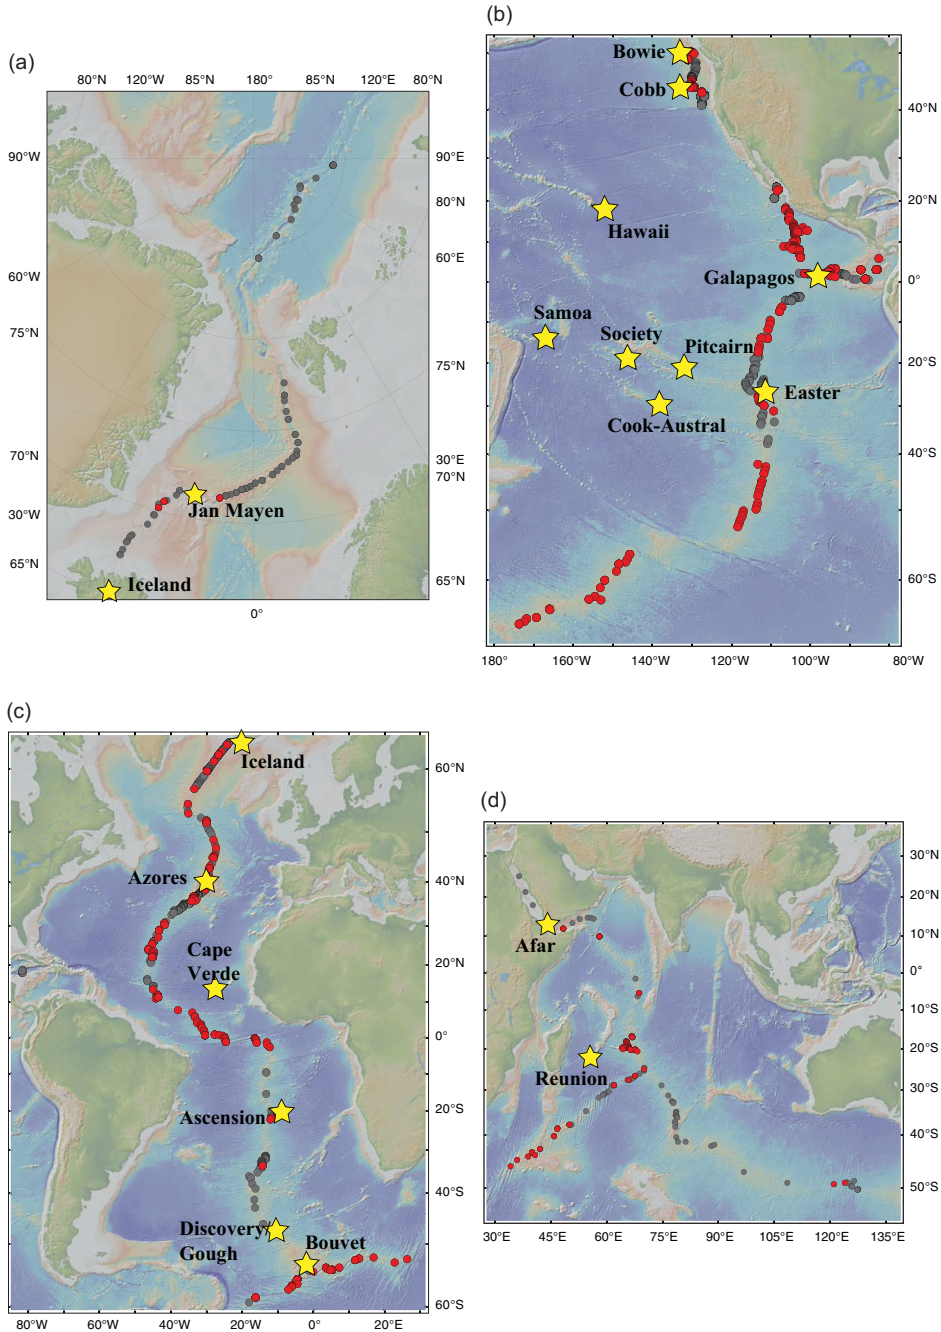 (a)
80°N 120°W 85°N 180° 85°N 120°E 80°N
90°W
90°E
80°N
80°E
60°W
60°E
75°N
75°N
70°N
30°E
70°N
30°W
65°N
65°N
0°
Jan Mayen
Iceland
(b)
Bowie
Cobb
40°N
20°N
Hawaii
Galapagos
0°
Samoa
Society
Pitcairn
20°S
Easter
Cook-Austral
40°S
60°S
180° 160°W 140°W 120°W 100°W 80°W
(c)
Iceland
60°N
Azores
40°N
Cape
Verde
20°N
0°
Ascension
20°S
40°S
Discovery/
Gough
Bouvet
60°S
80°W 60°W 40°W 20°W 0° 20°E
(d)
30°N
Afar
10°N
0°
20°S
Reunion
30°S
40°S
50°S
30°E 45°E 60°E 75°E 90°E 105°E 120°E 135°E